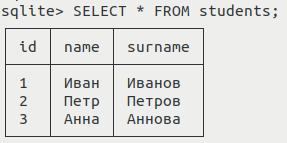 sqlite> SELECT * FROM students;
id name surname
1 Иван Иванов
2 Петр Петров
3 Анна Аннова